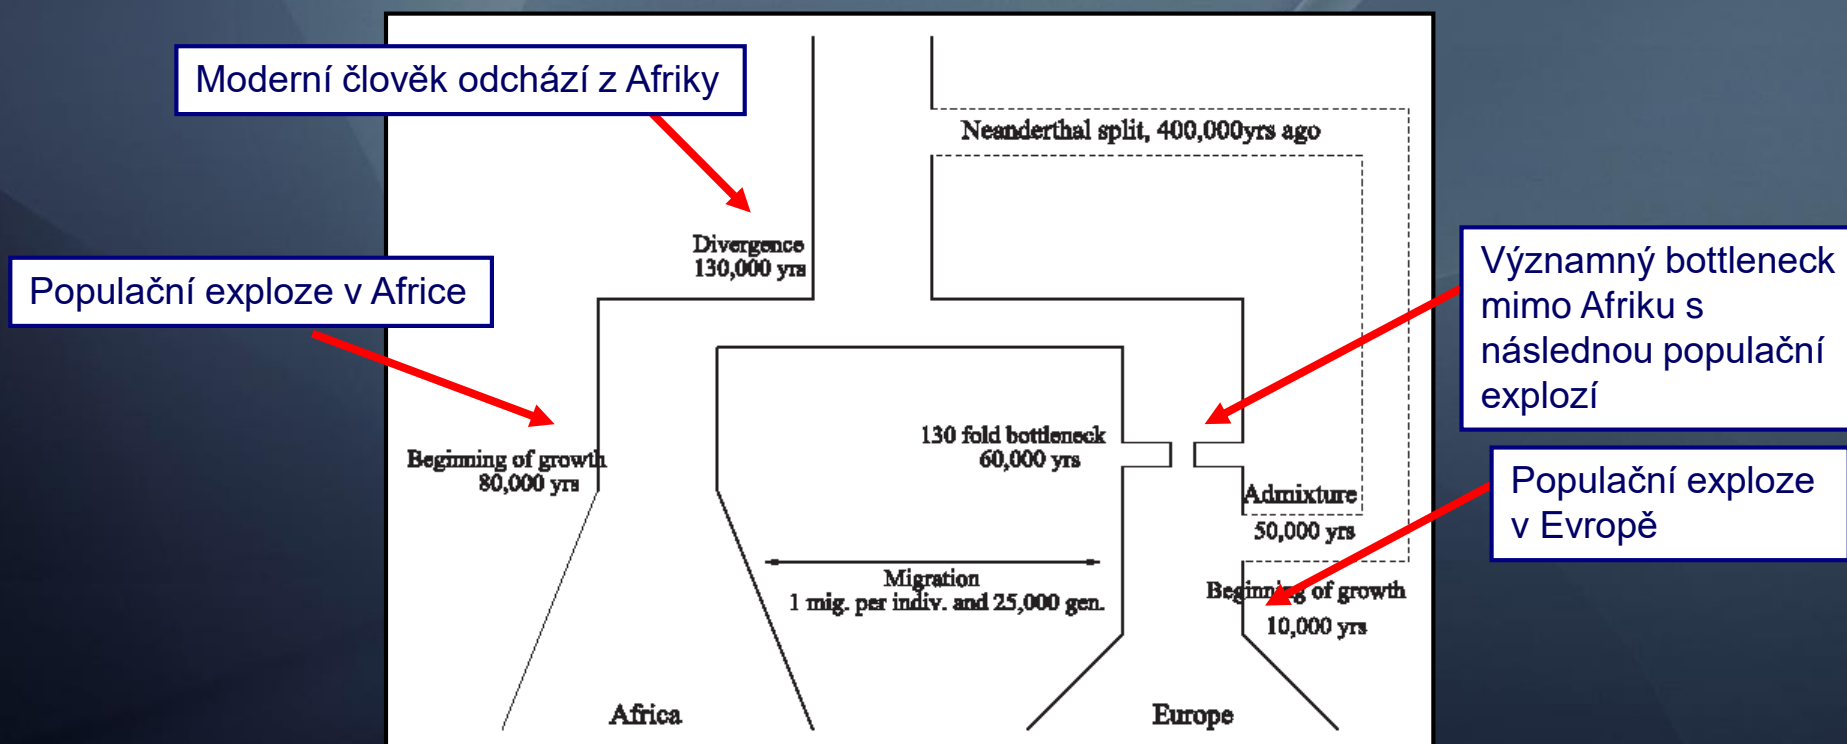 Moderní člověk odchází z Afriky
Neanderthal split, 400,000yrs ago
Divergence
130,000 yrs
Populační exploze v Africe
Významný bottleneck
mimo Afriku s
následnou populační
explozí
130 fold bottleneck
60,000 yrs
Beginning of growth
80,000 yrs
Populační exploze
v Evropě
Admixture
50,000 yrs
Migration
1 mig. per indiv. and 25,000 gen.
Beginning of growth
10,000 yrs
Africa
Europe